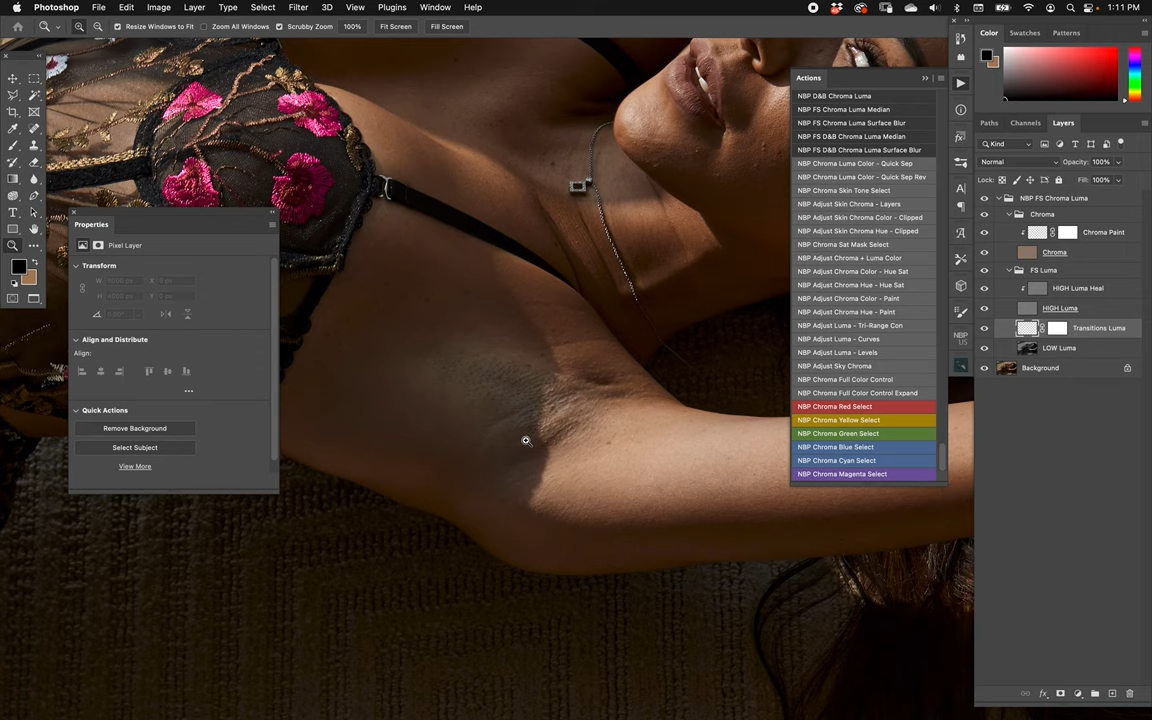 Photoshop File Edit Image Layer Type Select Filter 3D View Plugins Window Help 1:11 PM
Resize Windows to Fit Zoom All Windows Scrubby Zoom 100% Fit Screen Fill Screen
Color Swatches Patterns
Actions
NBP D&B Chroma Luma
NBP FS Chroma Luma Median
NBP FS Chroma Luma Surface Blur
NBP FS D&B Chroma Luma Median
NBP FS D&B Chroma Luma Surface Blur
NBP Chroma Luma Color - Quick Sep
NBP Chroma Luma Color - Quick Sep Rev
NBP Chroma Skin Tone Select
NBP Adjust Skin Chroma - Layers
NBP Adjust Skin Chroma Color - Clipped
NBP Adjust Skin Chroma Hue - Clipped
NBP Chroma Sat Mask Select
NBP Adjust Chroma + Luma Color
NBP Adjust Chroma Color - Hue Sat
NBP Adjust Chroma Hue - Hue Sat
NBP Adjust Chroma Color - Paint
NBP Adjust Chroma Hue - Paint
NBP Adjust Luma - Tri-Range Con
NBP Adjust Luma - Curves
NBP Adjust Luma - Levels
NBP Adjust Sky Chroma
NBP Chroma Full Color Control
NBP Chroma Full Color Control Expand
NBP Chroma Red Select
NBP Chroma Yellow Select
NBP Chroma Green Select
NBP Chroma Blue Select
NBP Chroma Cyan Select
NBP Chroma Magenta Select
NBP
US
Paths Channels Layers
Kind
Normal Opacity: 100%
Lock: Fill: 100%
NBP FS Chroma Luma
Chroma
Chroma Paint
Chroma
FS Luma
HIGH Luma Heal
HIGH Luma
Transitions Luma
LOW Luma
Background
Properties
Pixel Layer
Transform
W X 0 px
H Y 0 px
0.00°
Align and Distribute
Align:
Quick Actions
Remove Background
Select Subject
View More